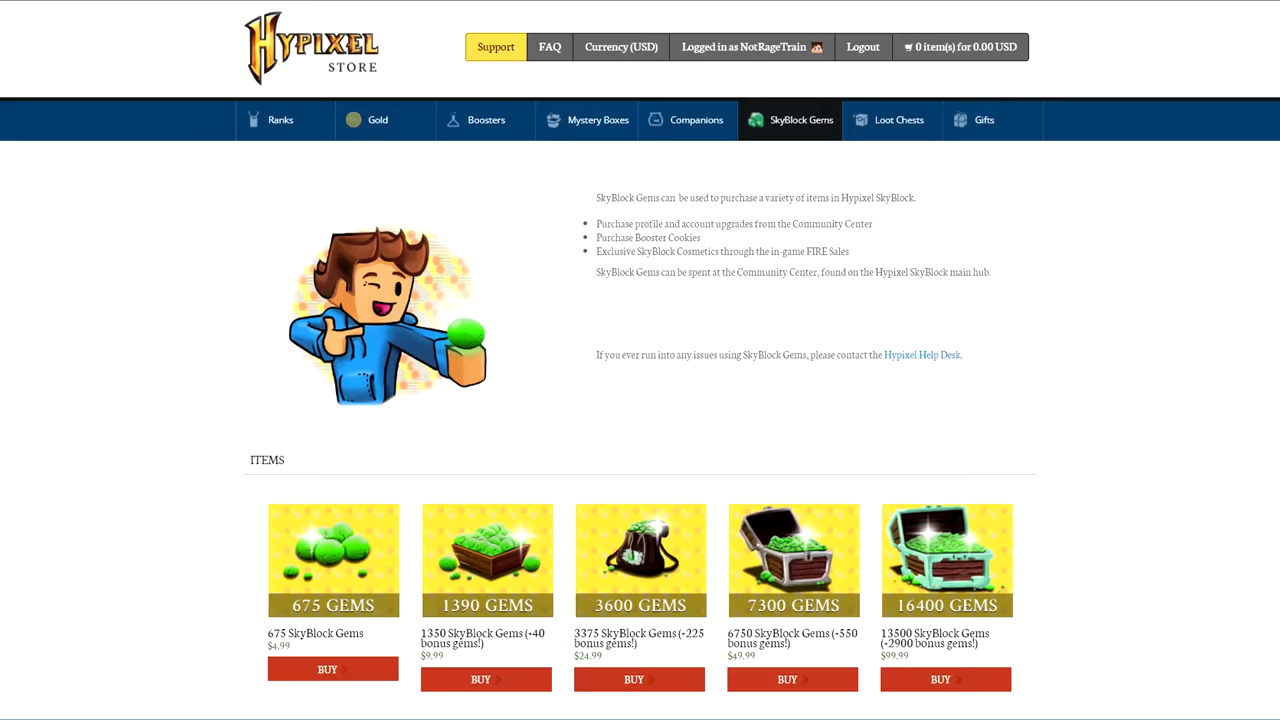 HYPIXEL
STORE
Support FAQ Currency (USD) Logged in as NotRageTrain Logout 0 item(s) for 0.00 USD
Ranks Gold Boosters Mystery Boxes Companions SkyBlock Gems Loot Chests Gifts
SkyBlock Gems can be used to purchase a variety of items in Hypixel SkyBlock.
Purchase profile and account upgrades from the Community Center
Purchase Booster Cookies
Exclusive SkyBlock Cosmetics through the in-game FIRE Sales
SkyBlock Gems can be spent at the Community Center, found on the Hypixel SkyBlock main hub.
If you ever run into any issues using SkyBlock Gems, please contact the Hypixel Help Desk.
ITEMS
675 GEMS
675 SkyBlock Gems
$4.99
BUY
1390 GEMS
1350 SkyBlock Gems (+40
bonus gems!)
$9.99
BUY
3600 GEMS
3375 SkyBlock Gems (+225
bonus gems!)
$24.99
BUY
7300 GEMS
6750 SkyBlock Gems (+550
bonus gems!)
$49.99
BUY
16400 GEMS
13500 SkyBlock Gems
(+2900 bonus gems!)
$99.99
BUY